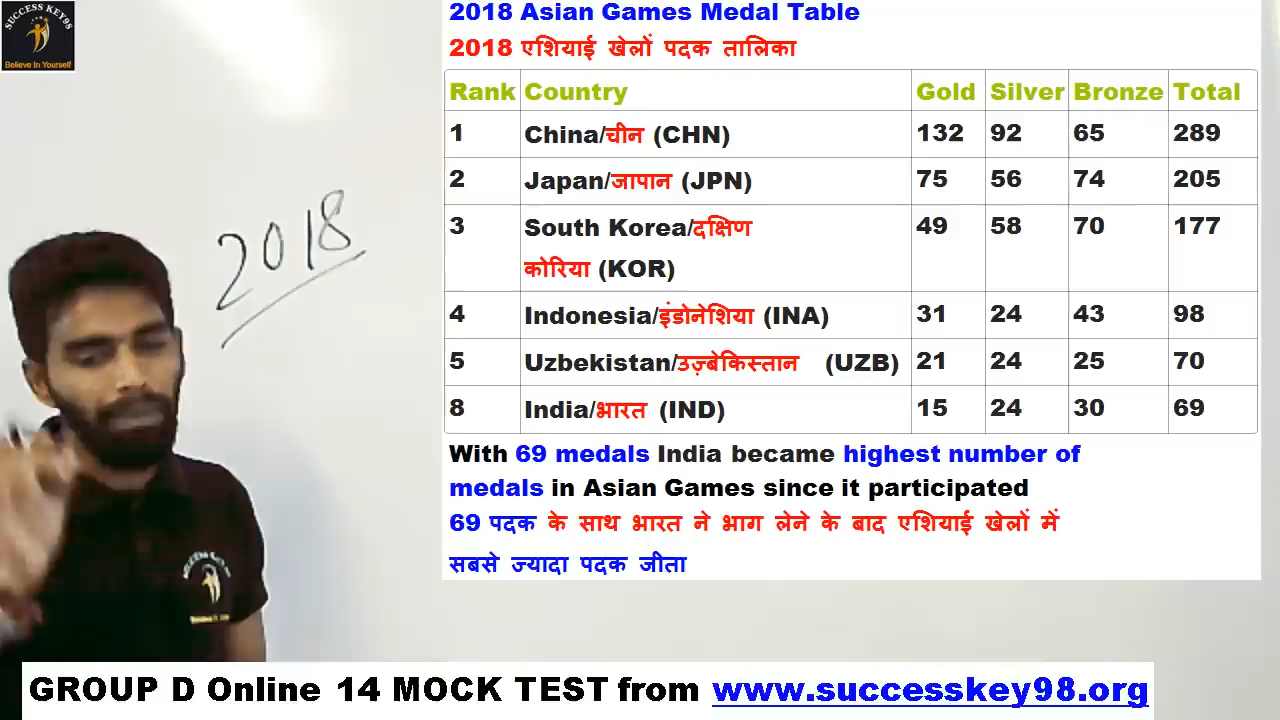 SUCCESS KEY98
Believe In Yourself
2018 Asian Games Medal Table
2018 एशियाई खेलों पदक तालिका
Rank Country Gold Silver Bronze Total
1 China/चीन (CHN) 132 92 65 289
2 Japan/जापान (JPN) 75 56 74 205
3 South Korea/दक्षिण 49 58 70 177
कोरिया (KOR)
4 Indonesia/इंडोनेशिया (INA) 31 24 43 98
5 Uzbekistan/उज़्बेकिस्तान (UZB) 21 24 25 70
8 India/भारत (IND) 15 24 30 69
With 69 medals India became highest number of
medals in Asian Games since it participated
69 पदक के साथ भारत ने भाग लेने के बाद एशियाई खेलों में
सबसे ज्यादा पदक जीता
2018
GROUP D Online 14 MOCK TEST from www.successkey98.org